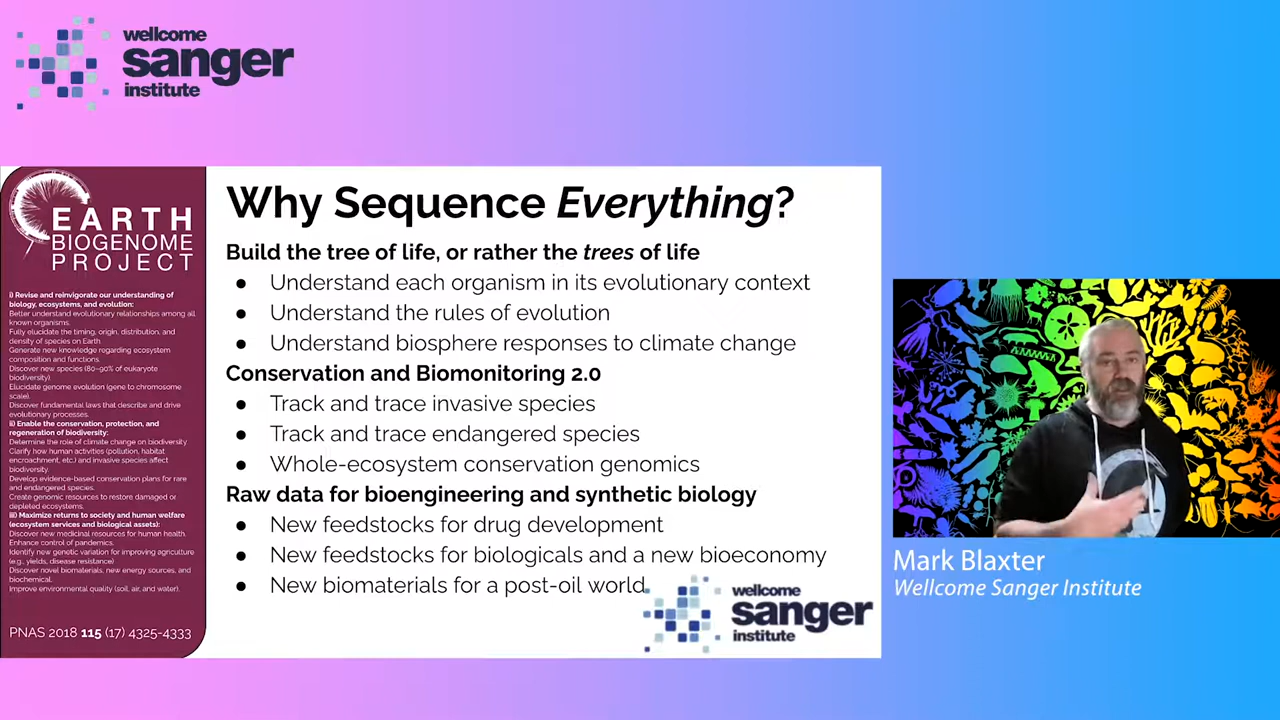 wellcome
sanger
institute
EARTH
BIOGENOME
PROJECT
i) Revise and reinvigorate our understanding of
biology, ecosystems, and evolution:
Better understand evolutionary relationships among all
known organisms.
Fully elucidate the timing, origin, distribution, and
density of species on Earth.
Generate new knowledge regarding ecosystem
composition and functions.
Discover new species (80–90% of eukaryote
biodiversity).
Elucidate genome evolution (gene to chromosome
scale).
Discover fundamental laws that describe and drive
evolutionary processes.
ii) Enable the conservation, protection, and
regeneration of biodiversity:
Determine the role of climate change on biodiversity.
Clarify how human activities (pollution, habitat
encroachment, etc.) and invasive species affect
biodiversity.
Develop evidence-based conservation plans for rare
and endangered species.
Create genomic resources to restore damaged or
depleted ecosystems.
iii) Maximize returns to society and human welfare
(ecosystem services and biological assets):
Discover new medicinal resources for human health.
Enhance control of pandemics.
Identify new genetic variation for improving agriculture
(e.g., yields, disease resistance)
Discover novel biomaterials, new energy sources, and
biochemical.
Improve environmental quality (soil, air, and water).
PNAS 2018 115 (17) 4325-4333
Why Sequence Everything?
Build the tree of life, or rather the trees of life
● Understand each organism in its evolutionary context
● Understand the rules of evolution
● Understand biosphere responses to climate change
Conservation and Biomonitoring 2.0
● Track and trace invasive species
● Track and trace endangered species
● Whole-ecosystem conservation genomics
Raw data for bioengineering and synthetic biology
● New feedstocks for drug development
● New feedstocks for biologicals and a new bioeconomy
● New biomaterials for a post-oil world
wellcome
sanger
institute
Mark Blaxter
Wellcome Sanger Institute